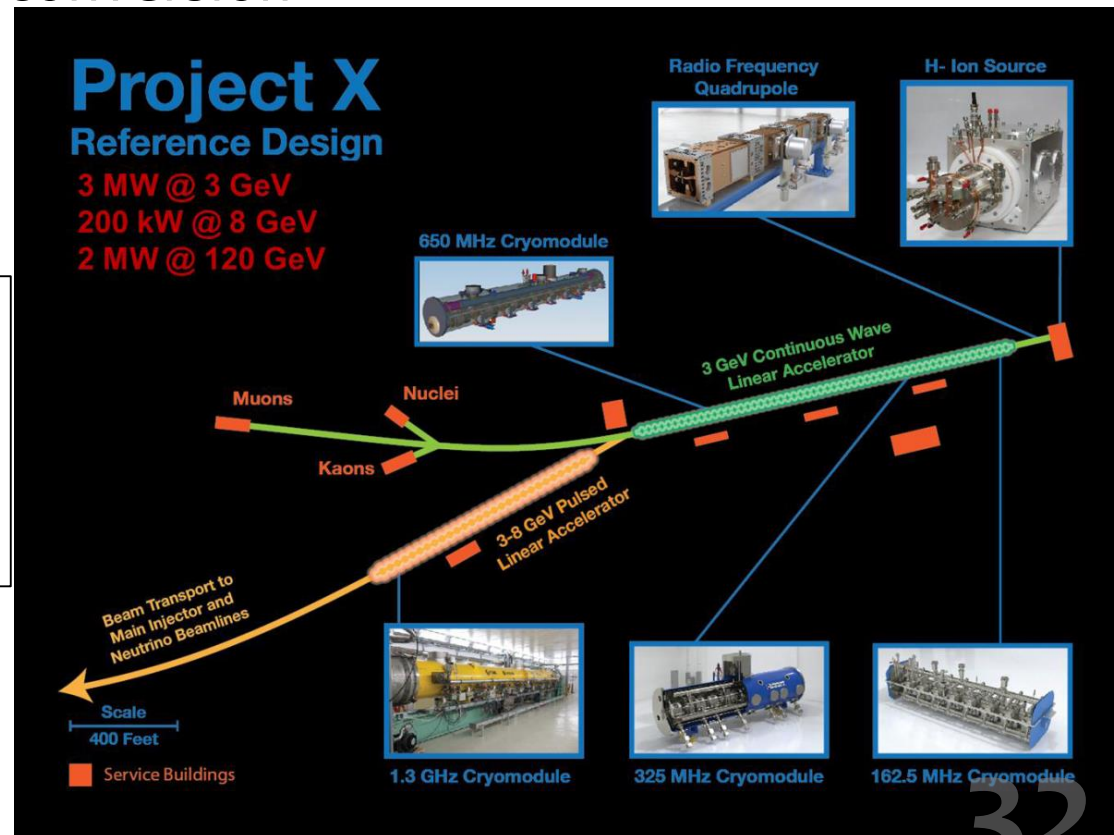 Project X
Reference Design
3 MW @ 3 GeV
200 kW @ 8 GeV
2 MW @ 120 GeV
Radio Frequency
Quadrupole
H- Ion Source
650 MHz Cryomodule
3 GeV Continuous Wave
Linear Accelerator
Muons
Nuclei
Kaons
3-8 GeV Pulsed
Linear Accelerator
Beam Transport to
Main Injector and
Neutrino Beamlines
Scale
400 Feet
Service Buildings
1.3 GHz Cryomodule
325 MHz Cryomodule
162.5 MHz Cryomodule
32